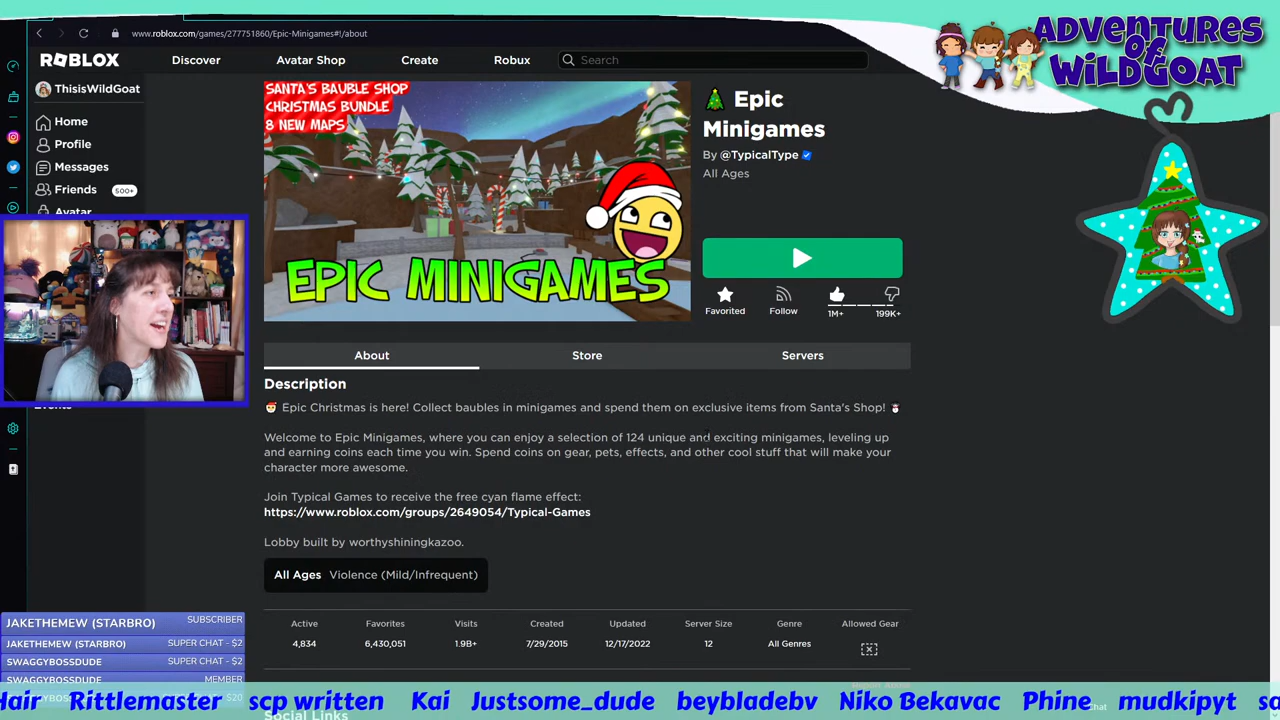 www.roblox.com/games/277751860/Epic-Minigames#!/about
ADVENTURES
OF
WILDGOAT
ROBLOX
Discover
Avatar Shop
Create
Robux
Search
ThisisWildGoat
Home
Profile
Messages
Friends
500+
Avatar
SANTA'S BAUBLE SHOP
CHRISTMAS BUNDLE
8 NEW MAPS
EPIC MINIGAMES
Epic
Minigames
By @TypicalType
All Ages
Favorited
Follow
1M+
199K+
About
Store
Servers
Description
Epic Christmas is here! Collect baubles in minigames and spend them on exclusive items from Santa's Shop!
Welcome to Epic Minigames, where you can enjoy a selection of 124 unique and exciting minigames, leveling up
and earning coins each time you win. Spend coins on gear, pets, effects, and other cool stuff that will make your
character more awesome.
Join Typical Games to receive the free cyan flame effect:
https://www.roblox.com/groups/2649054/Typical-Games
Lobby built by worthyshiningkazoo.
All Ages Violence (Mild/Infrequent)
Active
Favorites
Visits
Created
Updated
Server Size
Genre
Allowed Gear
4,834
6,430,051
1.9B+
7/29/2015
12/17/2022
12
All Genres
Events
JAKETHEMEW (STARBRO) SUBSCRIBER
JAKETHEMEW (STARBRO) SUPER CHAT - $2
SWAGGYBOSSDUDE SUPER CHAT - $2
SWAGGYBOSSDUDE MEMBER
Hair Rittlemaster scp written Kai Justsome_dude beybladebv Niko Bekavac Phine mudkipyt
Social Links
Chat